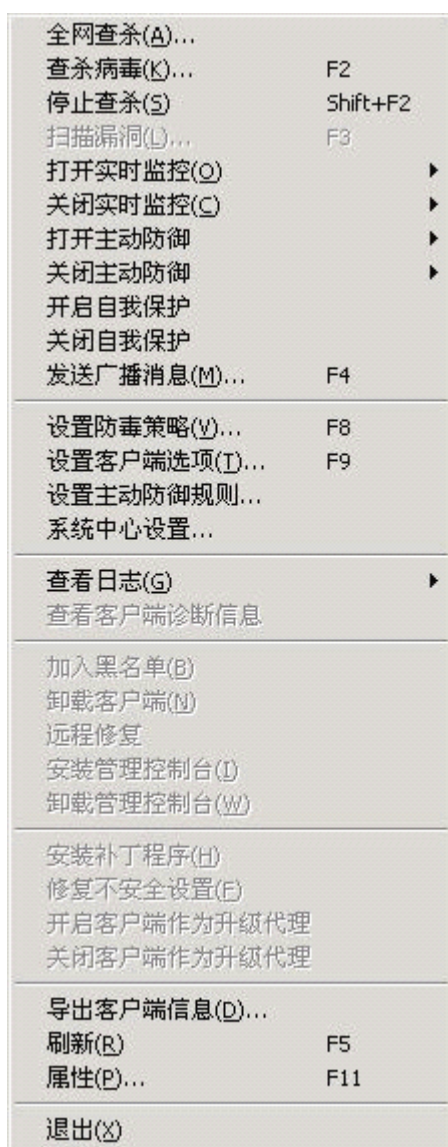 全网查杀(A)...
查杀病毒(K)... F2
停止查杀(S) Shift+F2
扫描漏洞(L)... F3
打开实时监控(O)
关闭实时监控(C)
打开主动防御
关闭主动防御
开启自我保护
关闭自我保护
发送广播消息(M)... F4
设置防毒策略(V)... F8
设置客户端选项(T)... F9
设置主动防御规则...
系统中心设置...
查看日志(G)
查看客户端诊断信息
加入黑名单(B)
卸载客户端(N)
远程修复
安装管理控制台(I)
卸载管理控制台(W)
安装补丁程序(H)
修复不安全设置(F)
开启客户端作为升级代理
关闭客户端作为升级代理
导出客户端信息(D)...
刷新(R) F5
属性(P)... F11
退出(X)